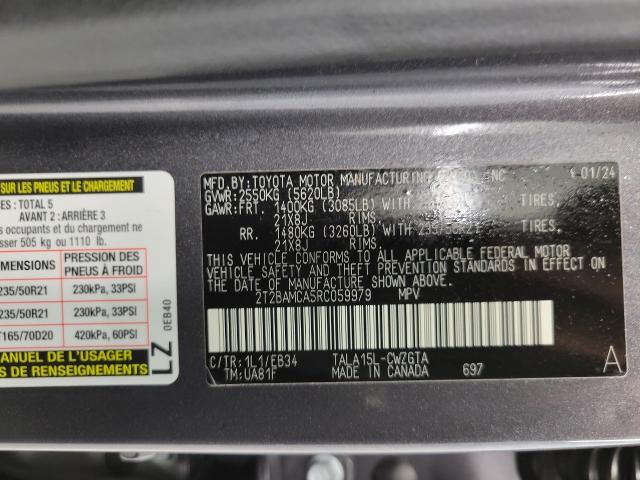 SUR LES PNEUS ET LE CHARGEMENT
CES: TOTAL 5
AVANT 2: ARRIÈRE 3
occupants et du chargement ne
sser 505 kg ou 1110 lb.
DIMENSIONS PRESSION DES PNEUS À FROID
235/50R21 230kPa, 33PSI
235/50R21 230kPa, 33PSI
T165/70D20 420kPa, 60PSI
MANUEL DE L'USAGER
DE RENSEIGNEMENTS
LZ 0EB40
MFD.BY:TOYOTA MOTOR MANUFACTURING INC 01/24
GVWR:2550KG (5620LB)
GAWR:FRT. 1400KG (3085LB) WITH TIRES,
21X8J RIMS
RR. 1480KG (3260LB) WITH TIRES,
21X8J RIMS
THIS VEHICLE CONFORMS TO ALL APPLICABLE FEDERAL MOTOR
VEHICLE SAFETY AND THEFT PREVENTION STANDARDS IN EFFECT ON
THE DATE OF MANUFACTURE SHOWN ABOVE.
2T2BAMCA5RC059979 MPV
C/TR:1L1/EB34 TALA15L-CWZGTA
TM:UA81F MADE IN CANADA 697 A